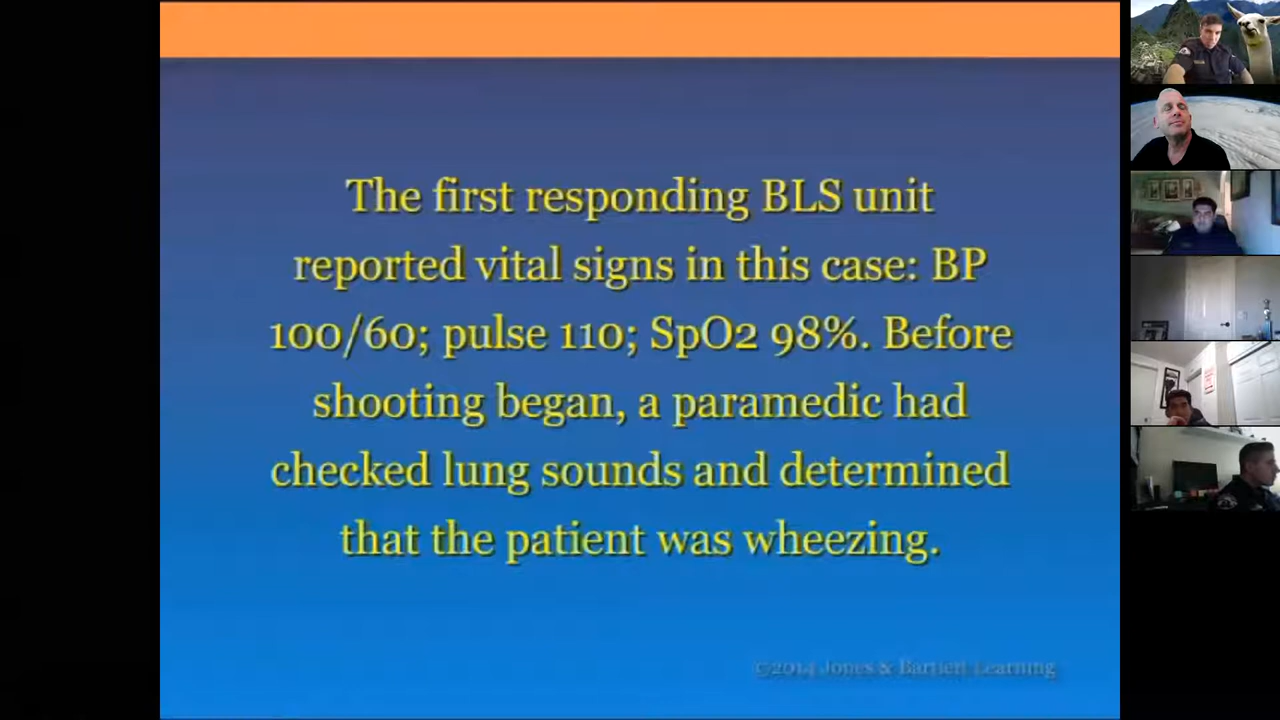 The first responding BLS unit
reported vital signs in this case: BP
100/60; pulse 110; SpO2 98%. Before
shooting began, a paramedic had
checked lung sounds and determined
that the patient was wheezing.
©2014 Jones & Bartlett Learning